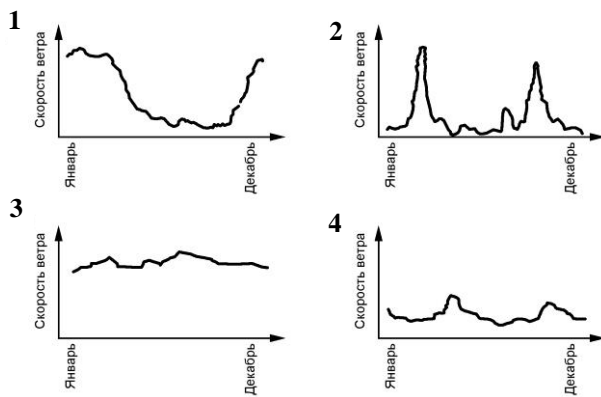 1
Скорость ветра
Январь
Декабрь
2
Скорость ветра
Январь
Декабрь
3
Скорость ветра
Январь
Декабрь
4
Скорость ветра
Январь
Декабрь